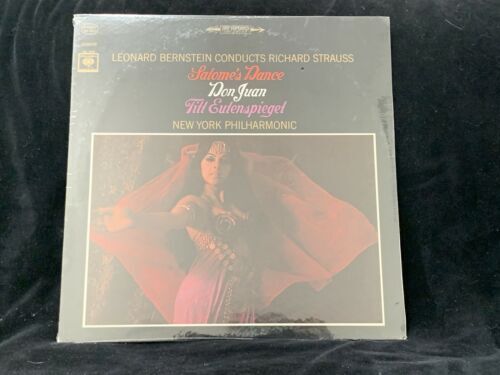 LEONARD BERNSTEIN CONDUCTS RICHARD STRAUSS
Salome's Dance
Don Juan
Till Eulenspiegel
NEW YORK PHILHARMONIC